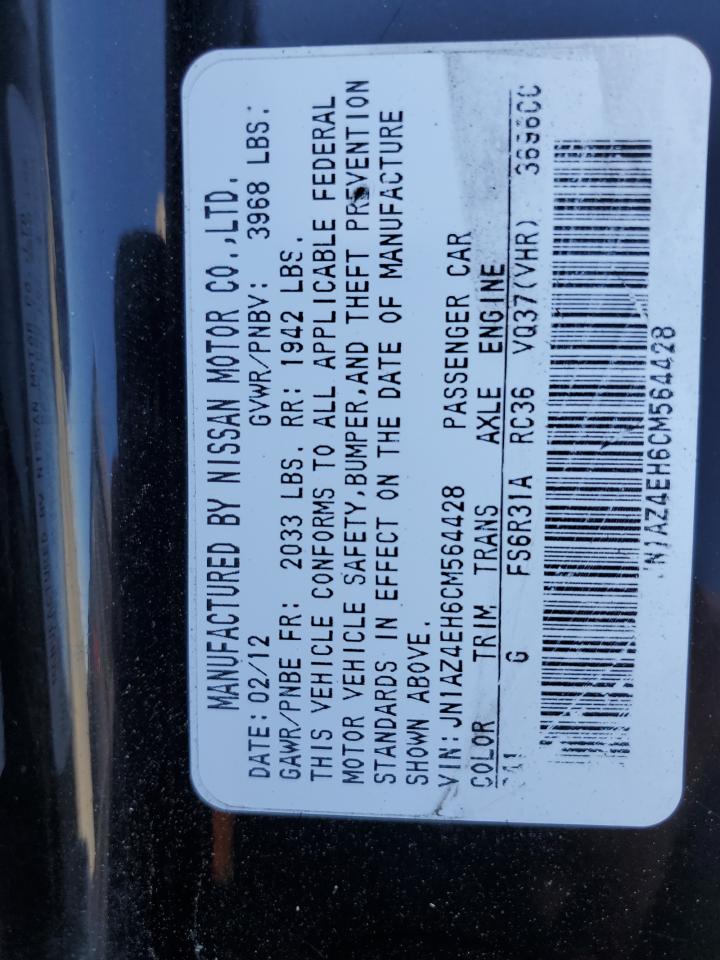 MANUFACTURED BY NISSAN MOTOR CO.,LTD.
DATE: 02/12 GVWR/PNBV: 3968 LBS:
GAWR/PNBE FR: 2033 LBS. RR: 1942 LBS.
THIS VEHICLE CONFORMS TO ALL APPLICABLE FEDERAL
MOTOR VEHICLE SAFETY,BUMPER,AND THEFT PREVENTION
STANDARDS IN EFFECT ON THE DATE OF MANUFACTURE
SHOWN ABOVE.
VIN: JN1AZ4EH6CM564428 PASSENGER CAR
COLOR TRIM TRANS AXLE ENGINE
G FS6R31A RC36 VQ37(VHR) 3696CC
JN1AZ4EH6CM564428